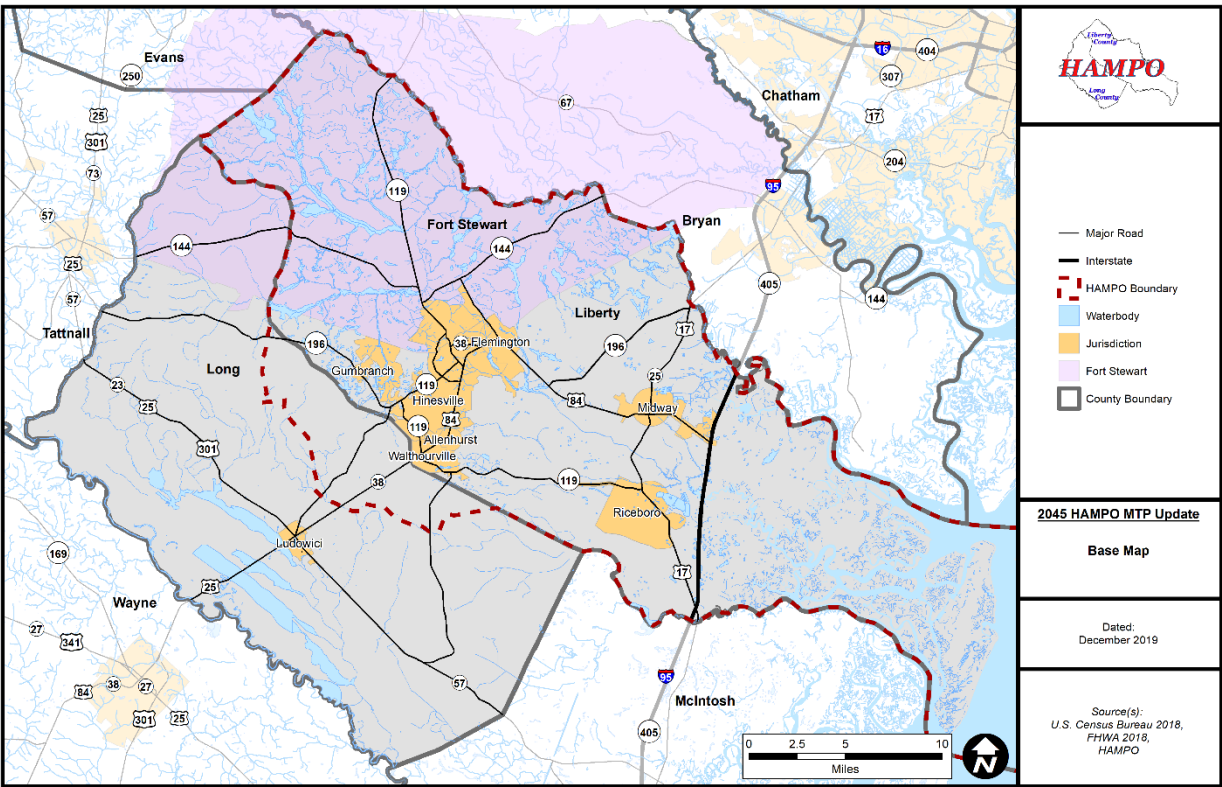 Evans
250
16
404
Liberty
County
HAMPO
Long
County
307
25
301
67
Chatham
17
73
204
119
95
57
Fort Stewart
Bryan
144
144
25
Major Road
Interstate
405
HAMPO Boundary
144
57
Waterbody
Liberty
Tattnall
17
Jurisdiction
38
Flemington
196
196
Long
Gumbranch
Fort Stewart
25
23
119
County Boundary
Hinesville
84
25
Midway
119
84
Allenhurst
301
Walthourville
119
38
Riceboro
2045 HAMPO MTP Update
Ludowici
Base Map
169
17
25
Wayne
27
Dated:
December 2019
341
95
57
38
27
84
McIntosh
301
25
Source(s):
U.S. Census Bureau 2018,
FHWA 2018,
HAMPO
405
0 2.5 5 10
Miles
N